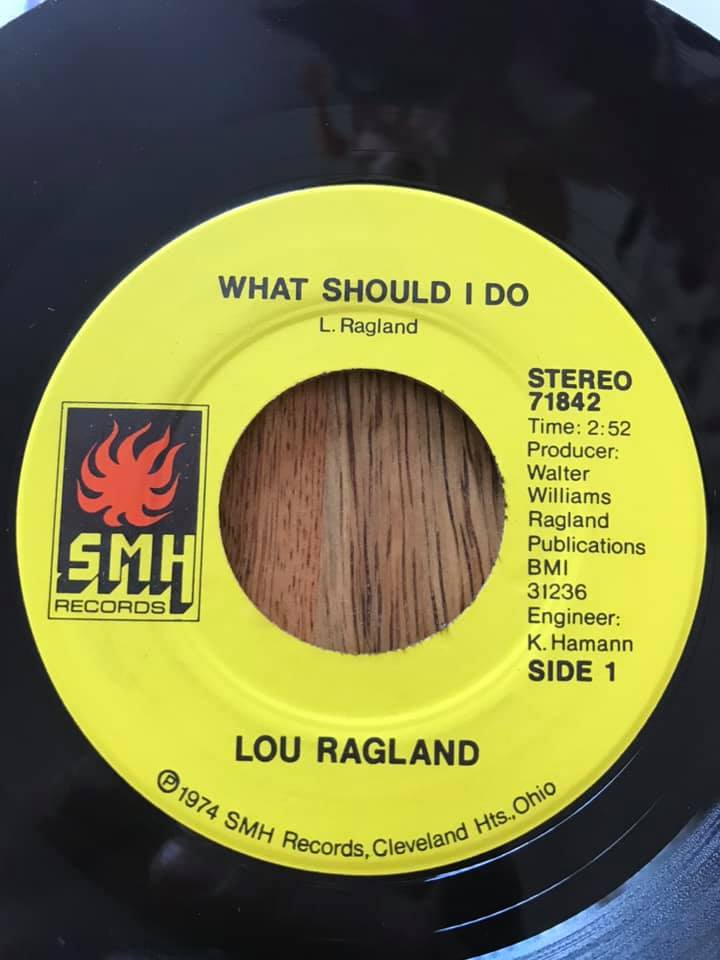 WHAT SHOULD I DO
L. Ragland
STEREO
71842
Time: 2:52
Producer:
Walter
Williams
Ragland
Publications
BMI
31236
Engineer:
K. Hamann
SIDE 1
SMH
RECORDS
LOU RAGLAND
Ⓟ1974 SMH Records, Cleveland Hts., Ohio